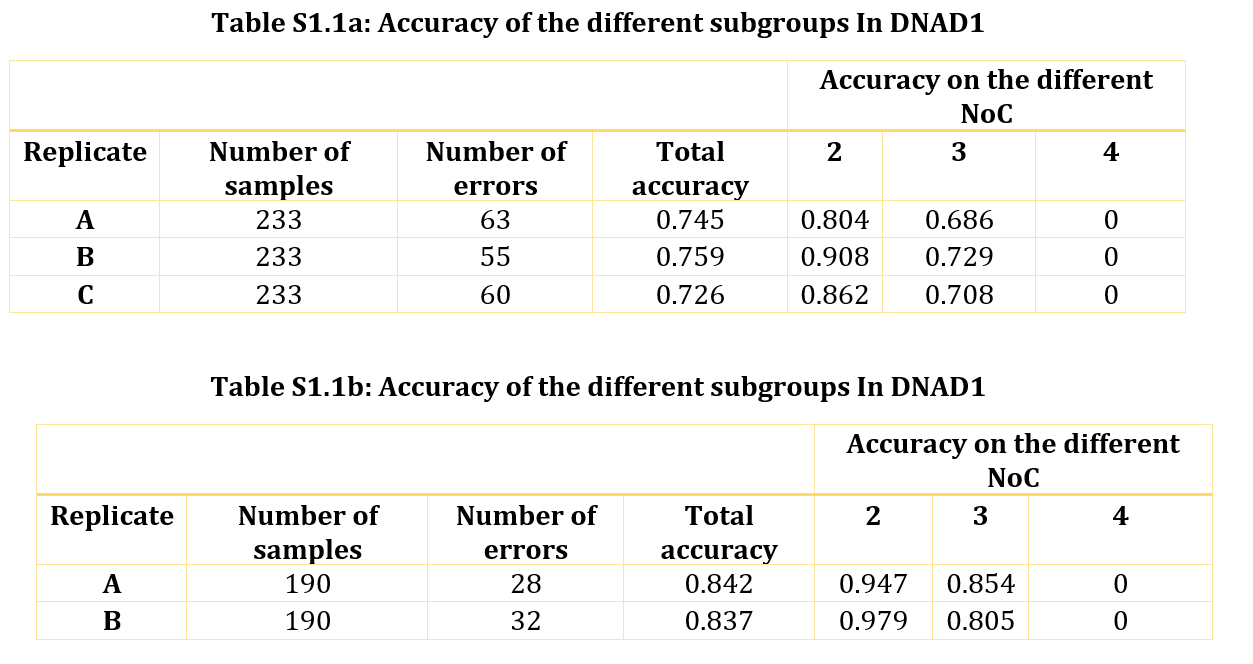 Table S1.1a: Accuracy of the different subgroups In DNAD1
Accuracy on the different
NoC
Replicate Number of samples Number of errors Total accuracy 2 3 4
A 233 63 0.745 0.804 0.686 0
B 233 55 0.759 0.908 0.729 0
C 233 60 0.726 0.862 0.708 0
Table S1.1b: Accuracy of the different subgroups In DNAD1
Accuracy on the different
NoC
Replicate Number of samples Number of errors Total accuracy 2 3 4
A 190 28 0.842 0.947 0.854 0
B 190 32 0.837 0.979 0.805 0